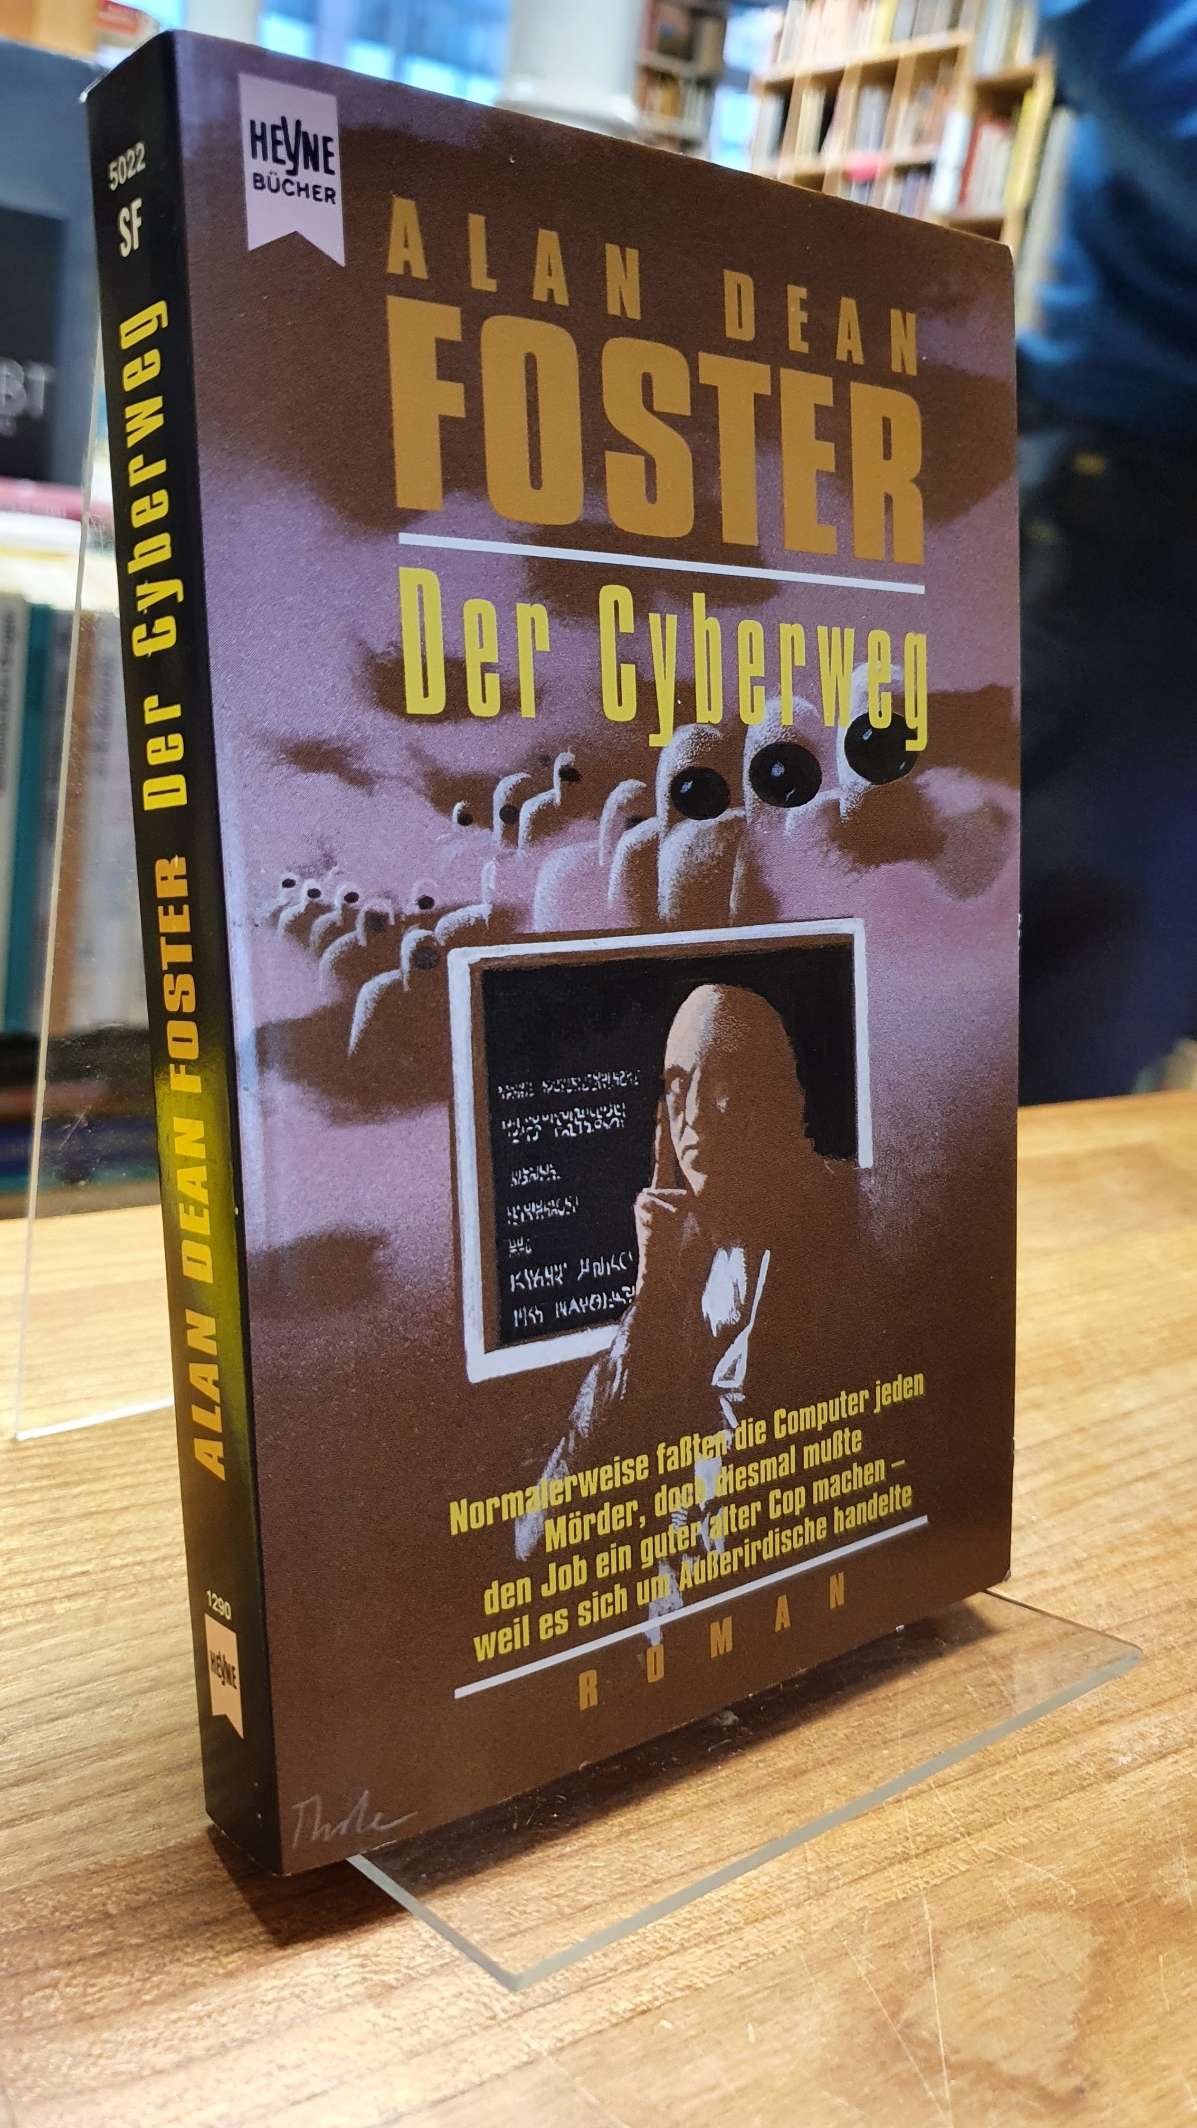 5022
SF
ALAN DEAN FOSTER Der Cyberweg
1290
HEYNE
HEYNE
BÜCHER
ALAN DEAN
FOSTER
Der Cyberweg
Normalerweise faßten die Computer jeden
Mörder, doch diesmal mußte
den Job ein guter alter Cop machen –
weil es sich um Außerirdische handelte
ROMAN
Thole